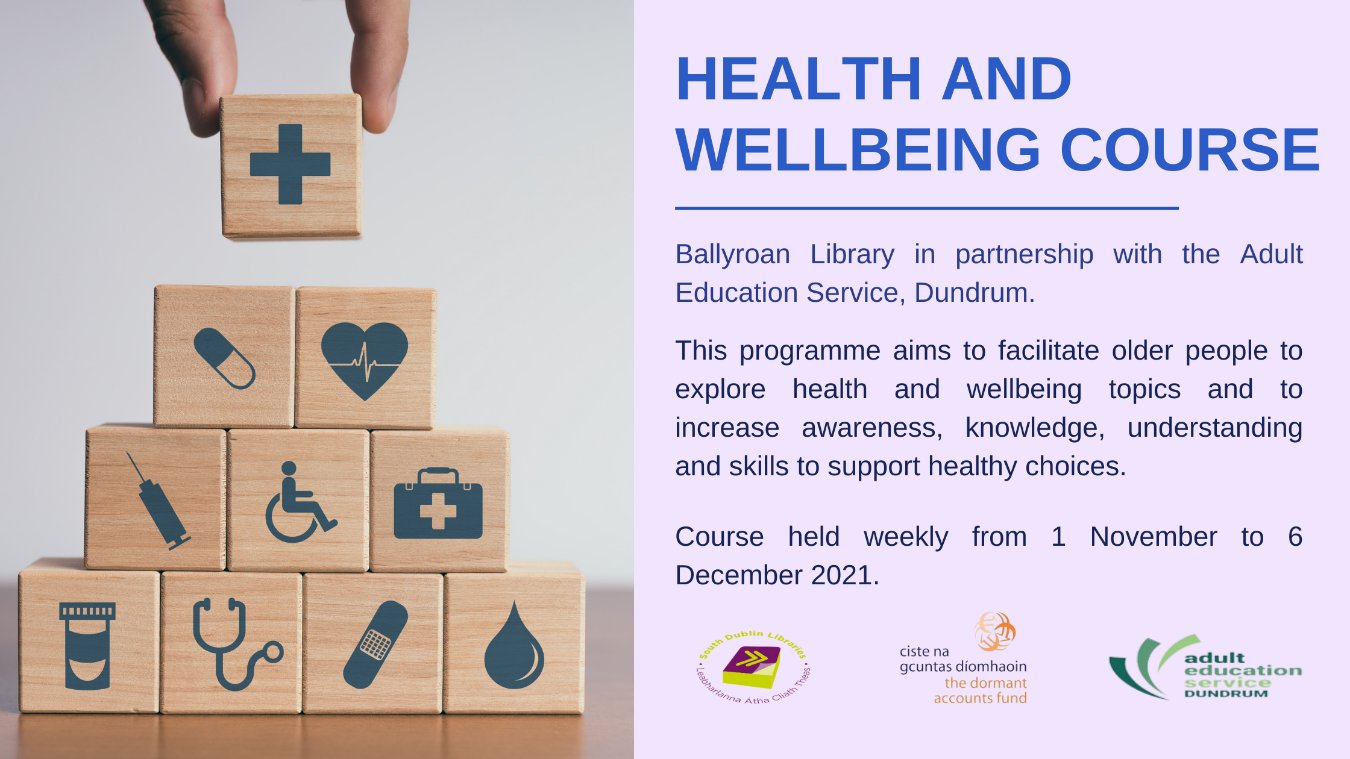 HEALTH AND
WELLBEING COURSE
Ballyroan Library in partnership with the Adult
Education Service, Dundrum.
This programme aims to facilitate older people to
explore health and wellbeing topics and to
increase awareness, knowledge, understanding
and skills to support healthy choices.
Course held weekly from 1 November to 6
December 2021.
South Dublin Libraries
Leabharlanna Átha Cliath Theas
ciste na
gcuntas díomhaoin
the dormant
accounts fund
adult
education
service
DUNDRUM